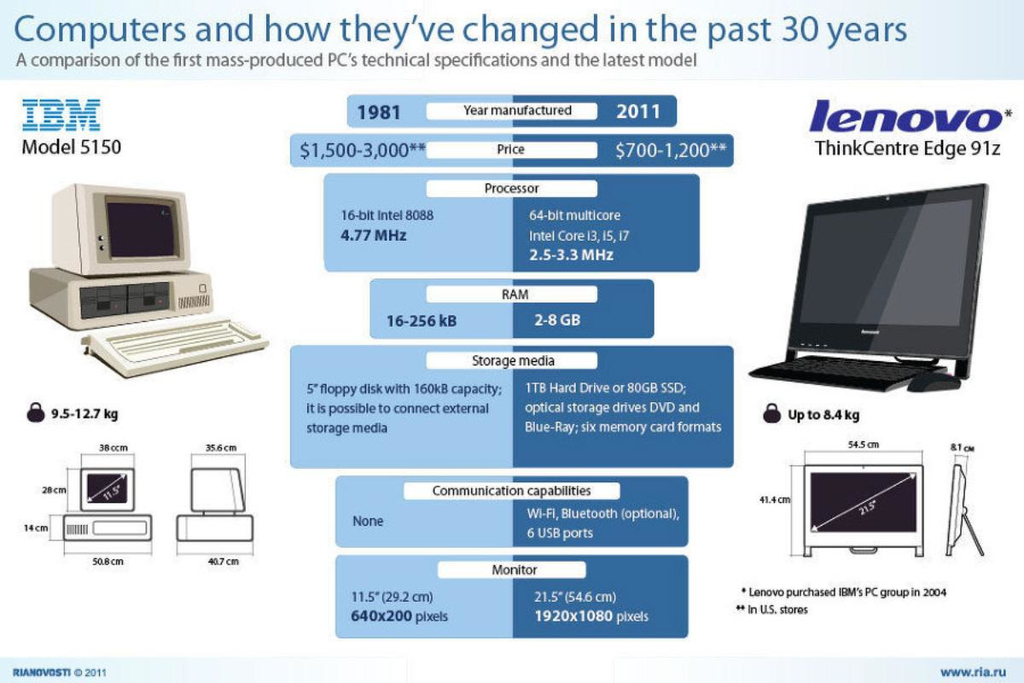 Computers and how they've changed in the past 30 years
A comparison of the first mass-produced PC's technical specifications and the latest model
IBM
Model 5150
lenovo*
ThinkCentre Edge 91z
1981 Year manufactured 2011
$1,500-3,000** Price $700-1,200**
Processor
16-bit Intel 8088
4.77 MHz
64-bit multicore
Intel Core i3, i5, i7
2.5-3.3 MHz
RAM
16-256 kB
2-8 GB
Storage media
5" floppy disk with 160kB capacity;
it is possible to connect external
storage media
1TB Hard Drive or 80GB SSD;
optical storage drives DVD and
Blue-Ray; six memory card formats
Communication capabilities
None
Wi-Fi, Bluetooth (optional),
6 USB ports
Monitor
11.5" (29.2 cm)
640x200 pixels
21.5" (54.6 cm)
1920x1080 pixels
9.5-12.7 kg
38 ccm
35.6 cm
28 cm
11.5"
14 cm
50.8 cm
40.7 cm
lenovo
Up to 8.4 kg
54.5 cm
8.1 см
41.4 cm
21.5"
* Lenovo purchased IBM's PC group in 2004
** In U.S. stores
RIANOVOSTI © 2011
www.ria.ru